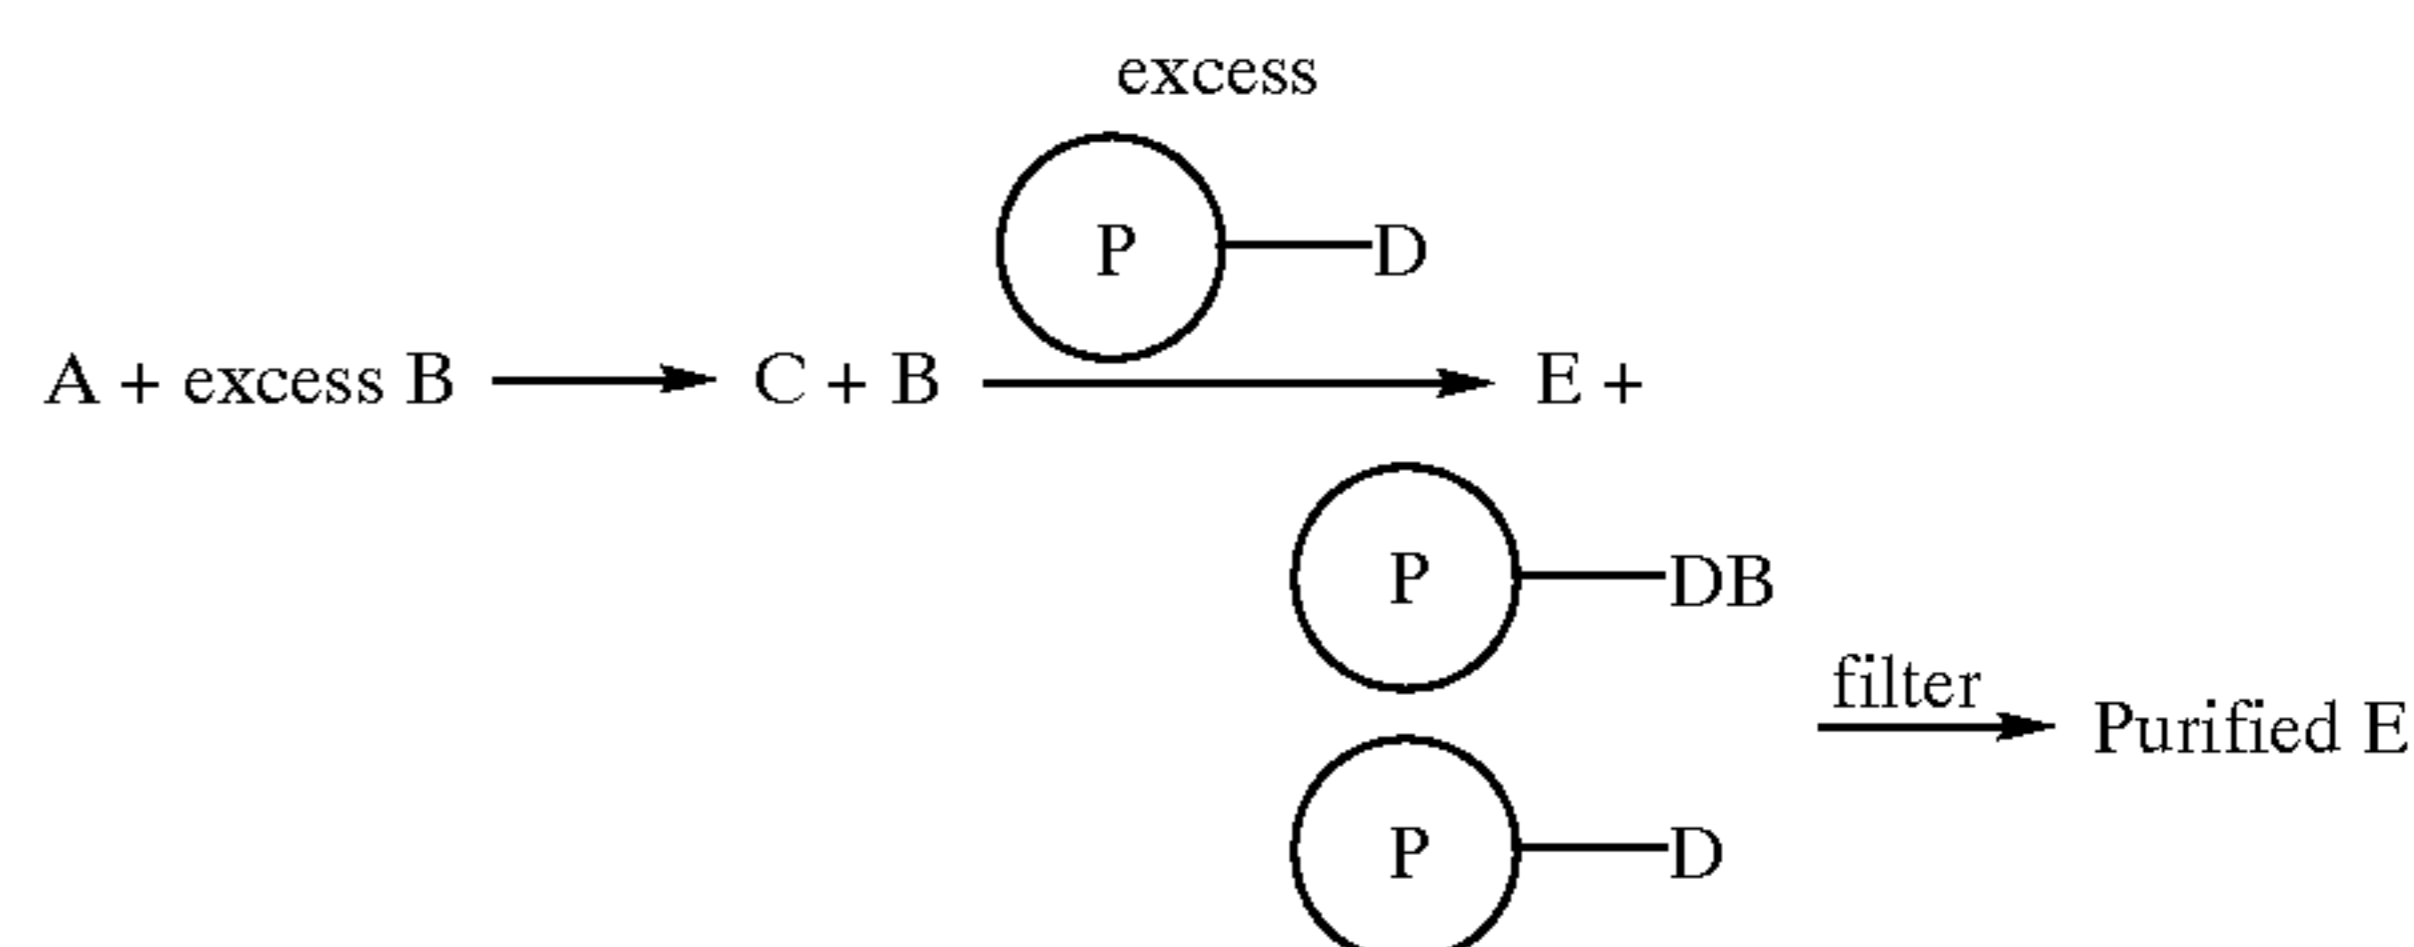 excess
P D
A + excess B C + B E +
P DB
filter
Purified E
P D